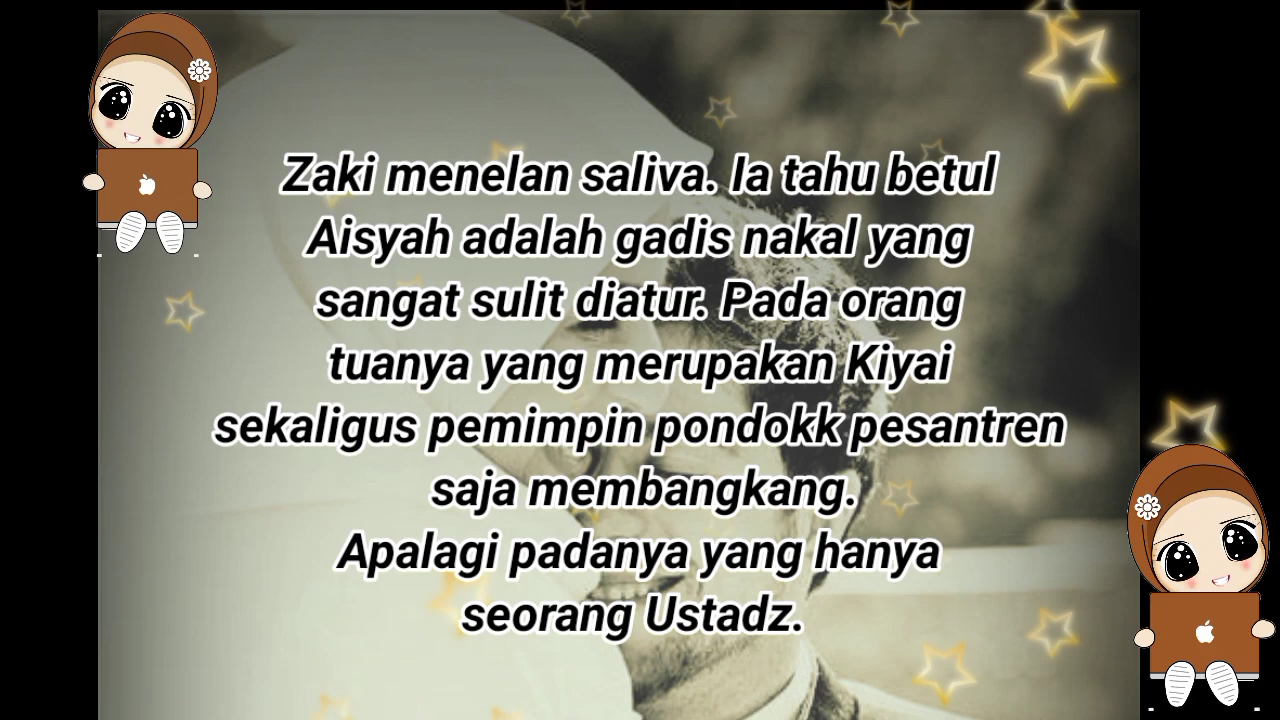 Zaki menelan saliva. Ia tahu betul
Aisyah adalah gadis nakal yang
sangat sulit diatur. Pada orang
tuanya yang merupakan Kiyai
sekaligus pemimpin pondokk pesantren
saja membangkang.
Apalagi padanya yang hanya
seorang Ustadz.